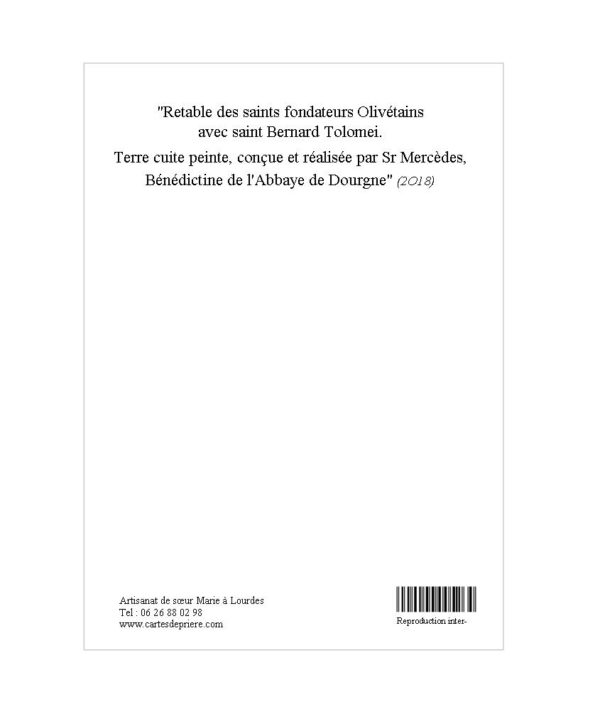 "Retable des saints fondateurs Olivétains
avec saint Bernard Tolomei.
Terre cuite peinte, conçue et réalisée par Sr Mercèdes,
Bénédictine de l'Abbaye de Dourgne" (2018)
Artisanat de sœur Marie à Lourdes
Tel : 06 26 88 02 98
www.cartesdepriere.com
Reproduction inter-